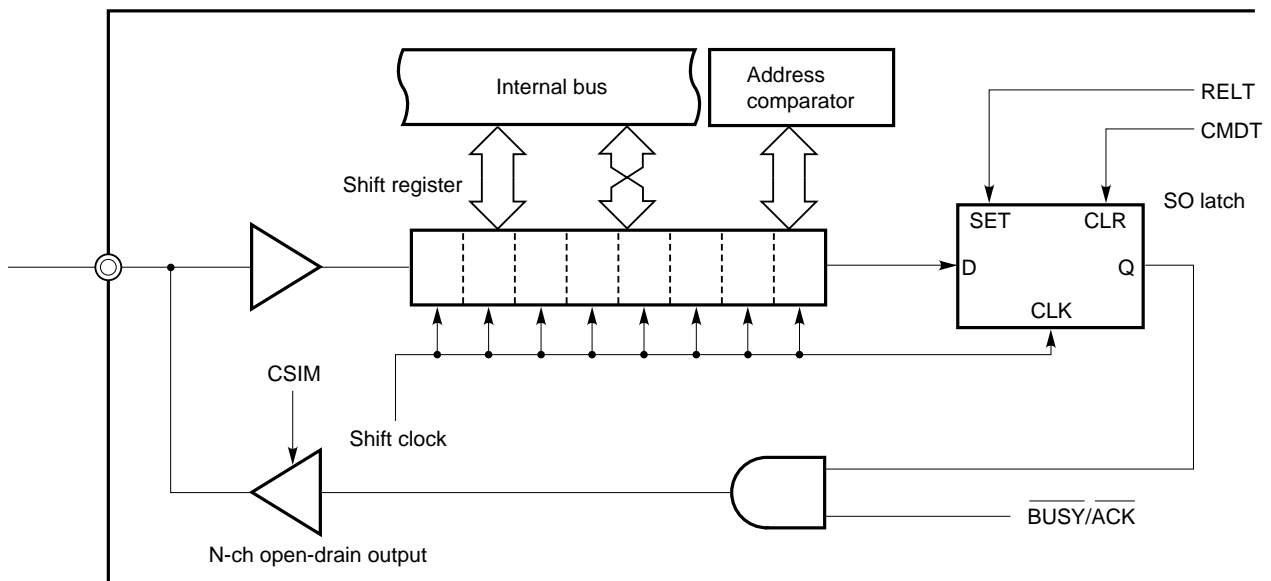 Internal bus
Address
comparator
RELT
CMDT
Shift register
SO latch
SET
CLR
D
Q
CLK
CSIM
Shift clock
BUSY/ACK
N-ch open-drain output